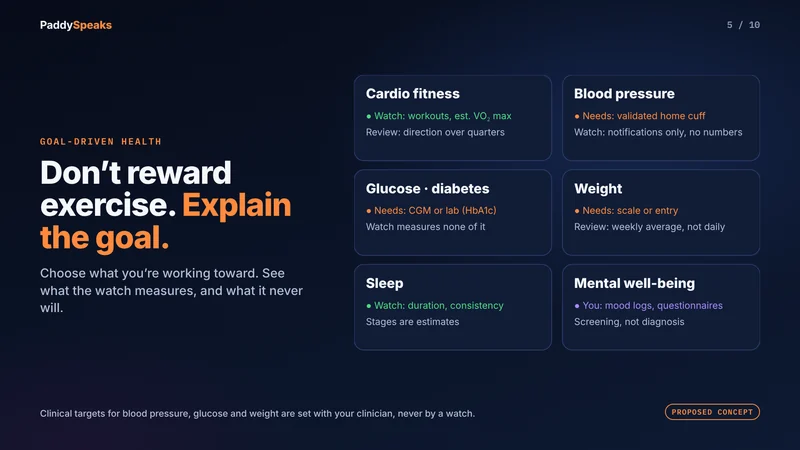 PaddySpeaks
5 / 10
GOAL-DRIVEN HEALTH
Don’t reward
exercise. Explain
the goal.
Choose what you’re working toward. See
what the watch measures, and what it never
will.
Cardio fitness
● Watch: workouts, est. VO₂ max
Review: direction over quarters
Blood pressure
● Needs: validated home cuff
Watch: notifications only, no numbers
Glucose · diabetes
● Needs: CGM or lab (HbA1c)
Watch measures none of it
Weight
● Needs: scale or entry
Review: weekly average, not daily
Sleep
● Watch: duration, consistency
Stages are estimates
Mental well-being
● You: mood logs, questionnaires
Screening, not diagnosis
Clinical targets for blood pressure, glucose and weight are set with your clinician, never by a watch.
PROPOSED CONCEPT